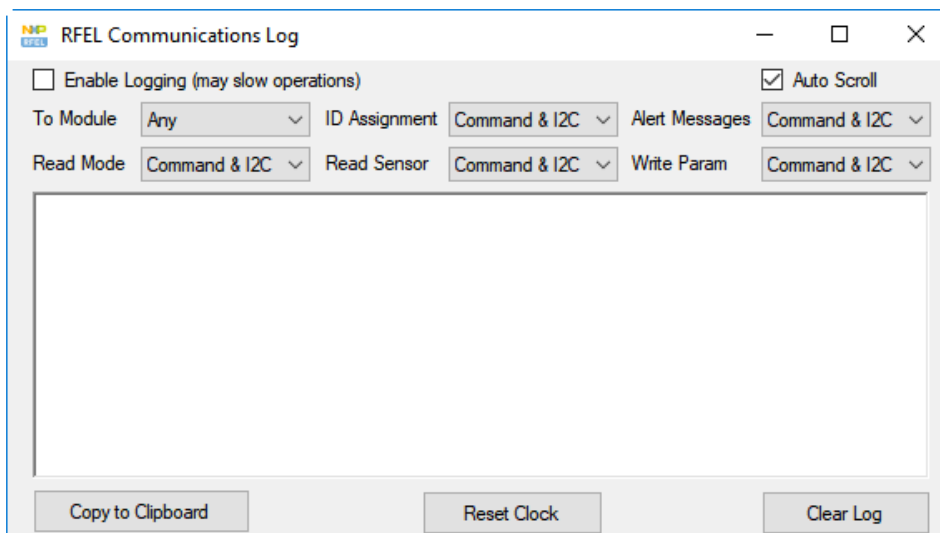 NXP
RFEL
RFEL Communications Log
Enable Logging (may slow operations)
Auto Scroll
To Module Any ID Assignment Command & I2C Alert Messages Command & I2C
Read Mode Command & I2C Read Sensor Command & I2C Write Param Command & I2C
Copy to Clipboard Reset Clock Clear Log